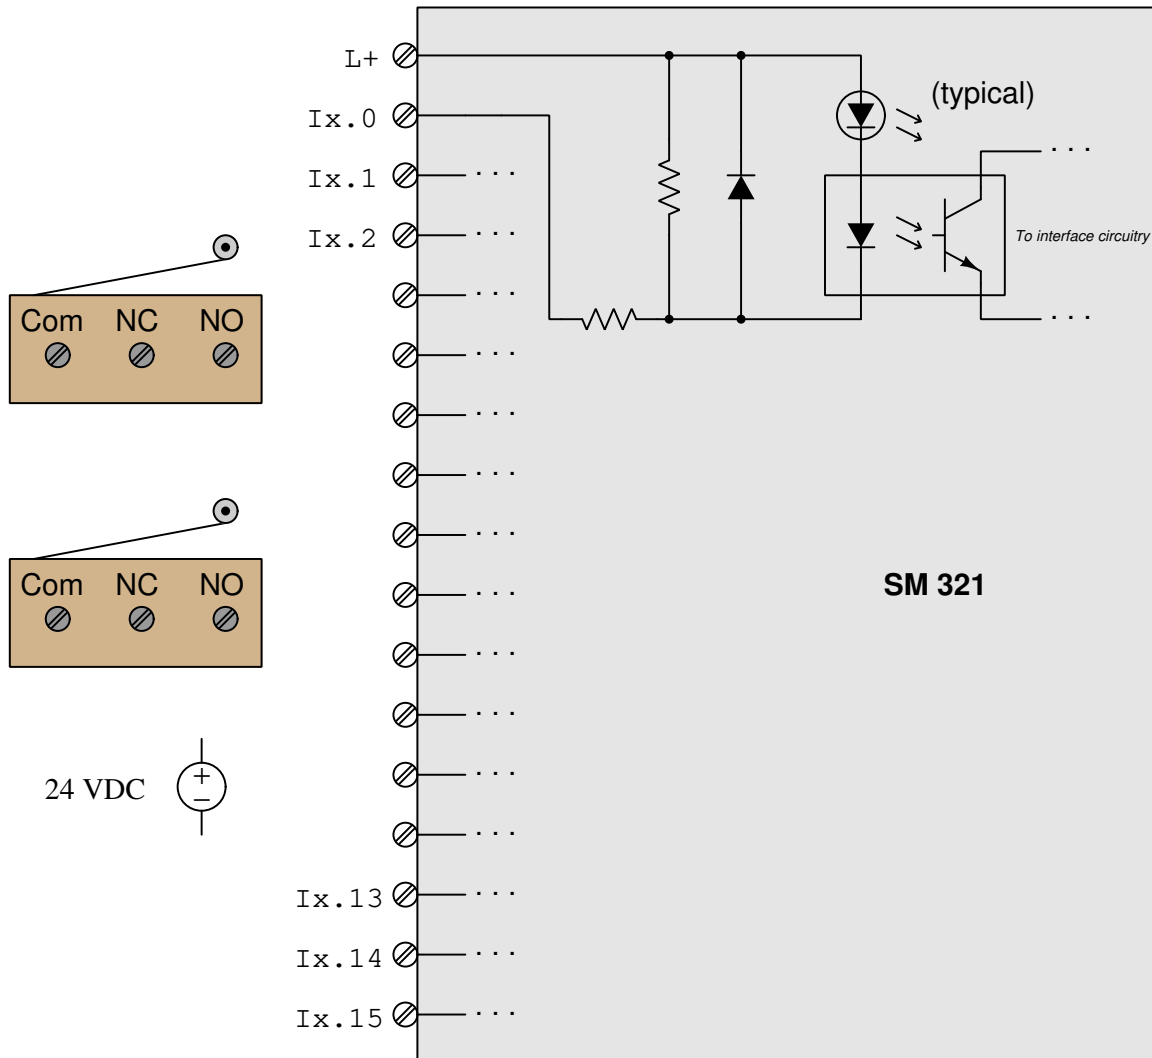 L+
Ix.0
(typical)
Ix.1 · · ·
· · ·
Ix.2 · · ·
To interface circuitry
· · ·
· · ·
Com NC NO
· · ·
· · ·
· · ·
· · ·
Com NC NO
· · ·
SM 321
· · ·
· · ·
24 VDC
+
−
· · ·
· · ·
Ix.13 · · ·
Ix.14 · · ·
Ix.15 · · ·